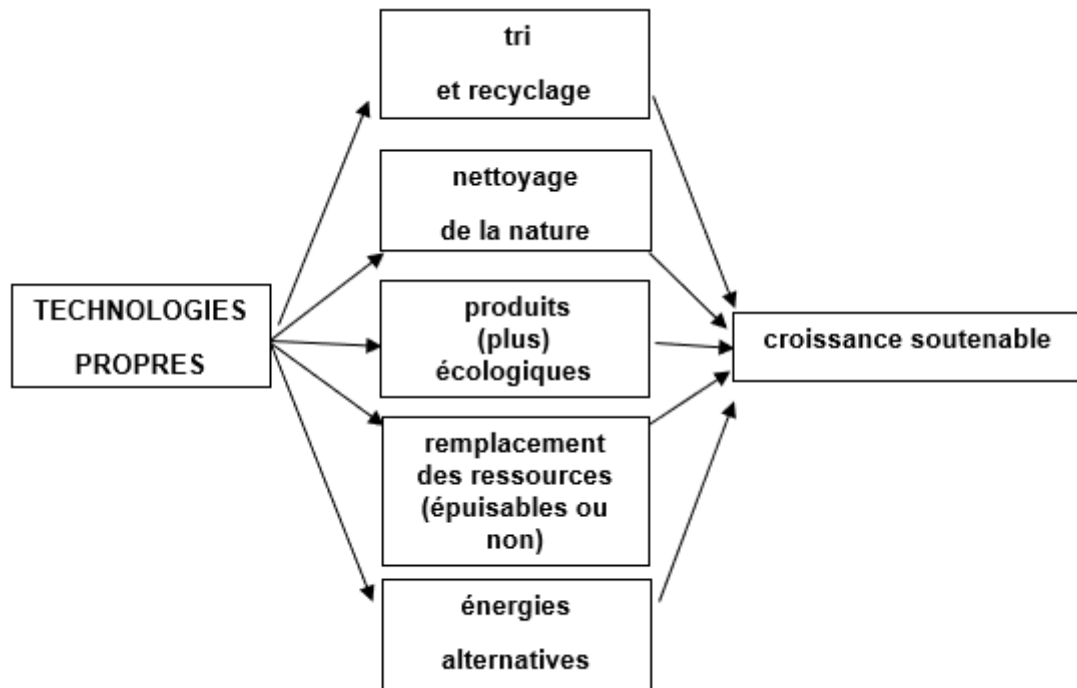 tri
et recyclage
nettoyage
de la nature
TECHNOLOGIES
PROPRES
produits
(plus)
écologiques
croissance soutenable
remplacement
des ressources
(épuisables ou
non)
énergies
alternatives